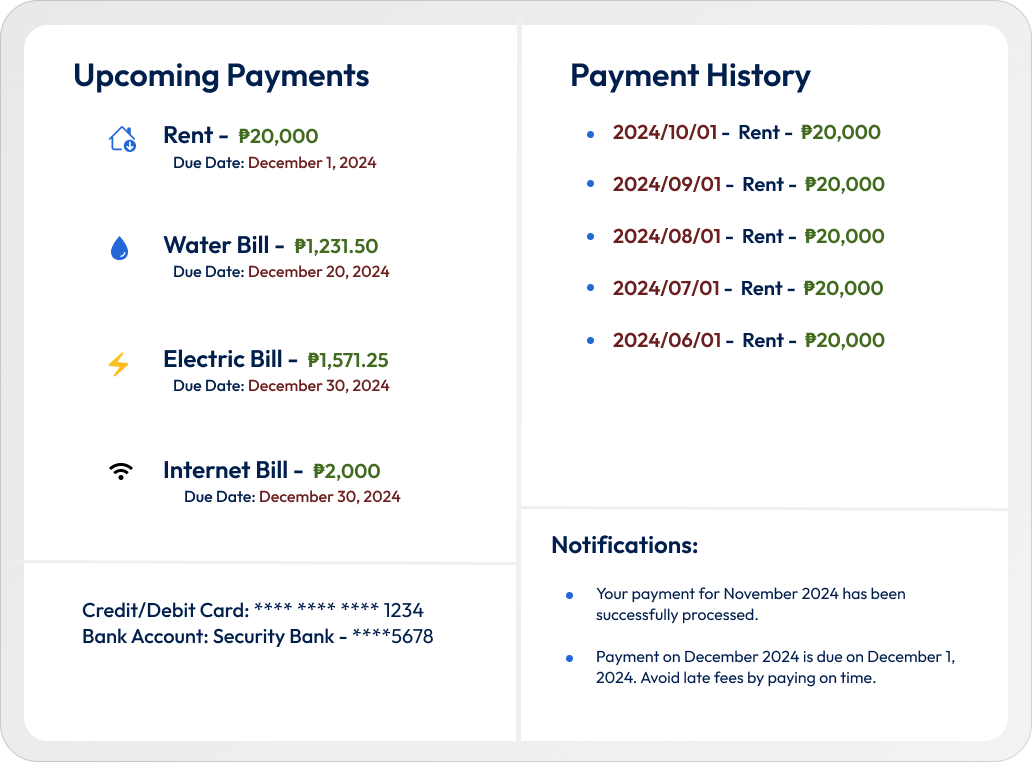 Upcoming Payments
Rent - ₱20,000
Due Date: December 1, 2024
Water Bill - ₱1,231.50
Due Date: December 20, 2024
Electric Bill - ₱1,571.25
Due Date: December 30, 2024
Internet Bill - ₱2,000
Due Date: December 30, 2024
Credit/Debit Card: **** **** **** 1234
Bank Account: Security Bank - ****5678
Payment History
2024/10/01 - Rent - ₱20,000
2024/09/01 - Rent - ₱20,000
2024/08/01 - Rent - ₱20,000
2024/07/01 - Rent - ₱20,000
2024/06/01 - Rent - ₱20,000
Notifications:
Your payment for November 2024 has been
successfully processed.
Payment on December 2024 is due on December 1,
2024. Avoid late fees by paying on time.